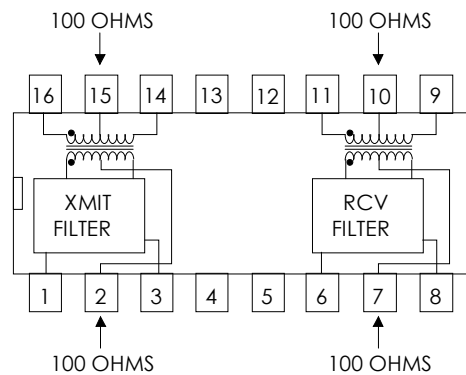 100 OHMS 100 OHMS
16 15 14 13 12 11 10 9
XMIT FILTER
RCV FILTER
1 2 3 4 5 6 7 8
100 OHMS 100 OHMS